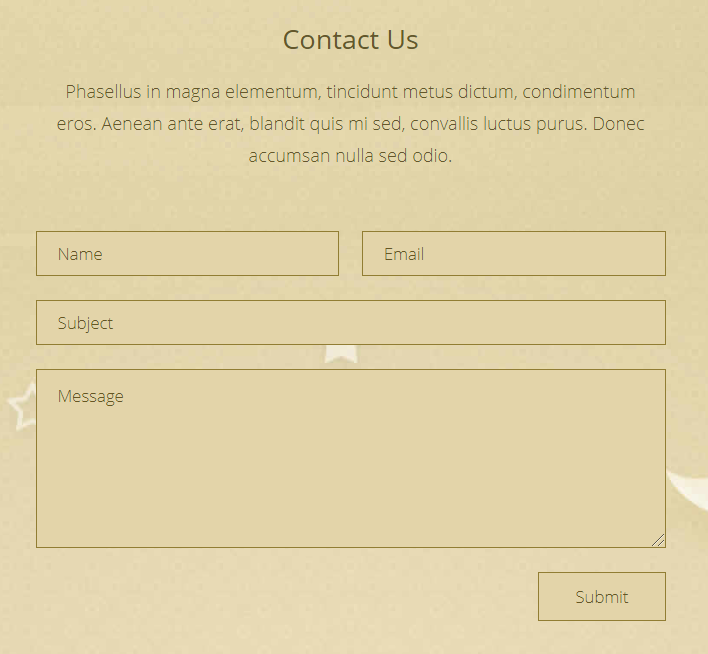 Contact Us
Phasellus in magna elementum, tincidunt metus dictum, condimentum
eros. Aenean ante erat, blandit quis mi sed, convallis luctus purus. Donec
accumsan nulla sed odio.
Name
Email
Subject
Message
Submit